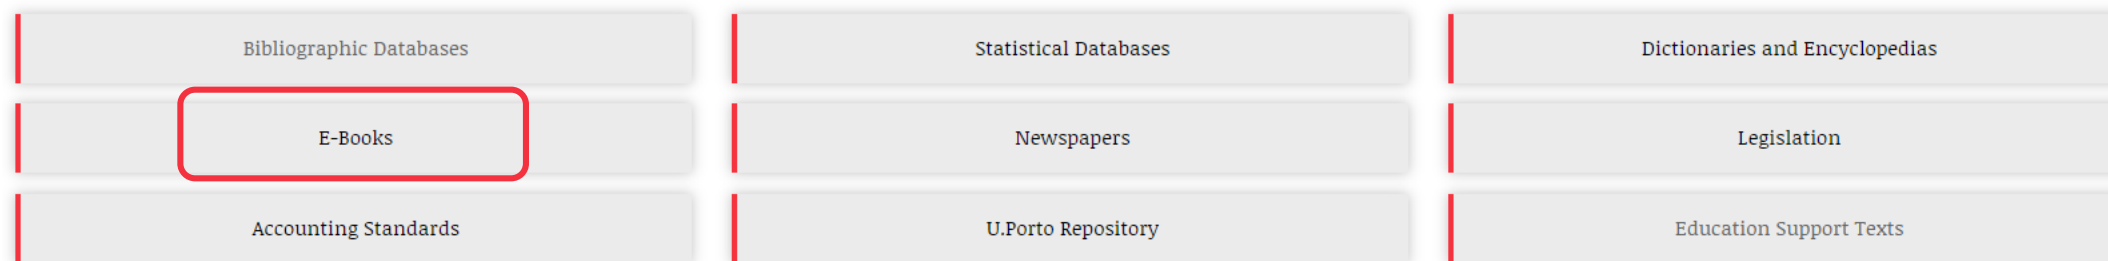 Bibliographic Databases
Statistical Databases
Dictionaries and Encyclopedias
E-Books
Newspapers
Legislation
Accounting Standards
U.Porto Repository
Education Support Texts